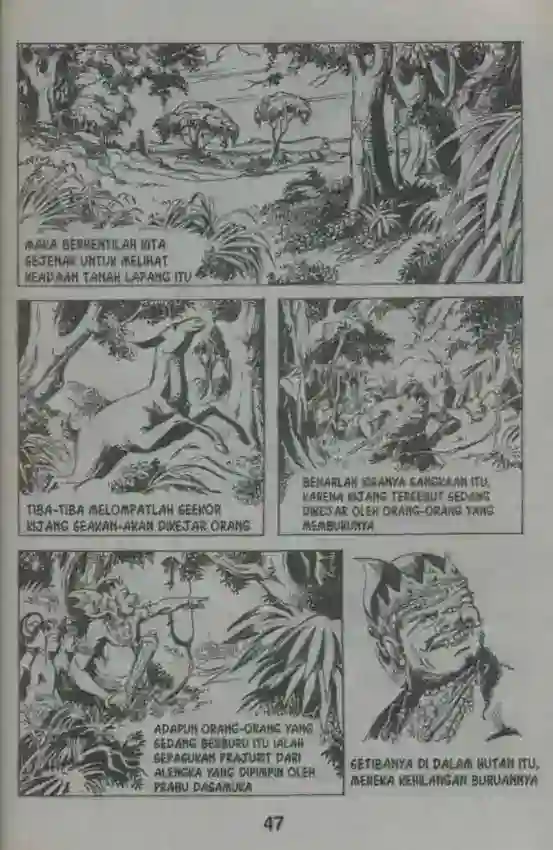 MAKA BERHENTILAH KITA
SEJENAK UNTUK MELIHAT
KEADAAN TANAH LAPANG ITU
TIBA-TIBA MELOMPATLAH SEEKOR
KIJANG SEAKAN-AKAN DIKEJAR ORANG
BENARLAH KIRANYA SANGKAAN ITU,
KARENA KIJANG TERSEBUT SEDANG
DIKEJAR OLEH ORANG-ORANG YANG
MEMBURUNYA
ADAPUN ORANG-ORANG YANG
SEDANG BERBURU ITU IALAH
SEPASUKAN PRAJURIT DARI
ALENGKA YANG DIPIMPIN OLEH
PRABU DASAMUKA
SETIBANYA DI DALAM HUTAN ITU,
MEREKA KEHILANGAN BURUANNYA
47